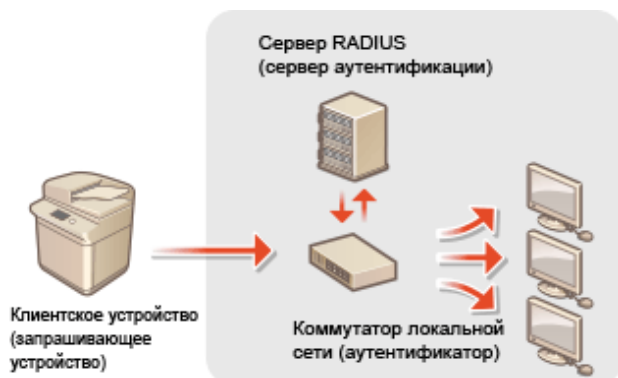 Сервер RADIUS
(сервер аутентификации)
Клиентское устройство
(запрашивающее
устройство)
Коммутатор локальной
сети (аутентификатор)